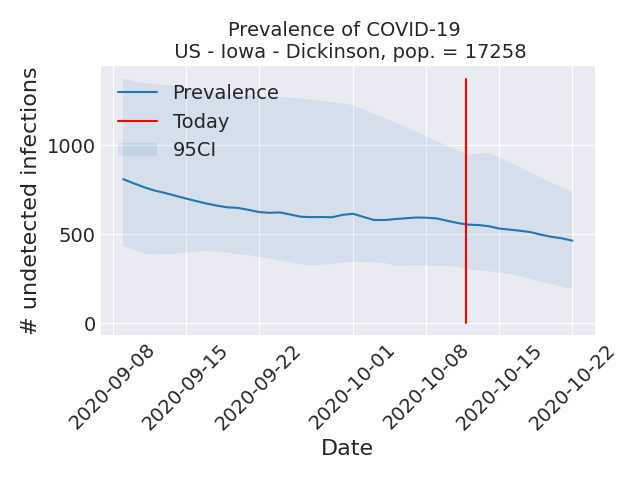 Prevalence of COVID-19
US - Iowa - Dickinson, pop. = 17258
# undetected infections
1000
500
0
Prevalence
Today
95CI
2020-09-08
2020-09-15
2020-09-22
2020-10-01
2020-10-08
2020-10-15
2020-10-22
Date